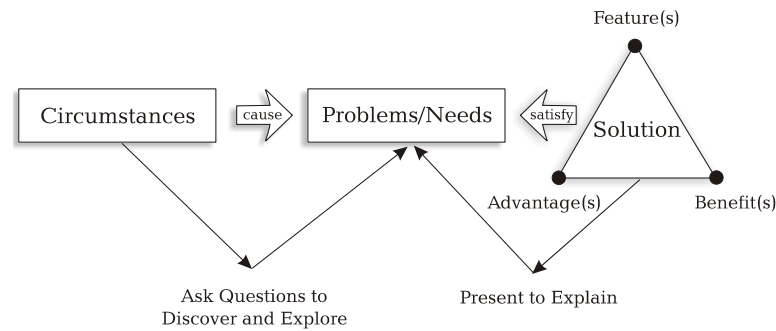 Feature(s)
Circumstances
cause
Problems/Needs
satisfy
Solution
Advantage(s)
Benefit(s)
Ask Questions to
Discover and Explore
Present to Explain